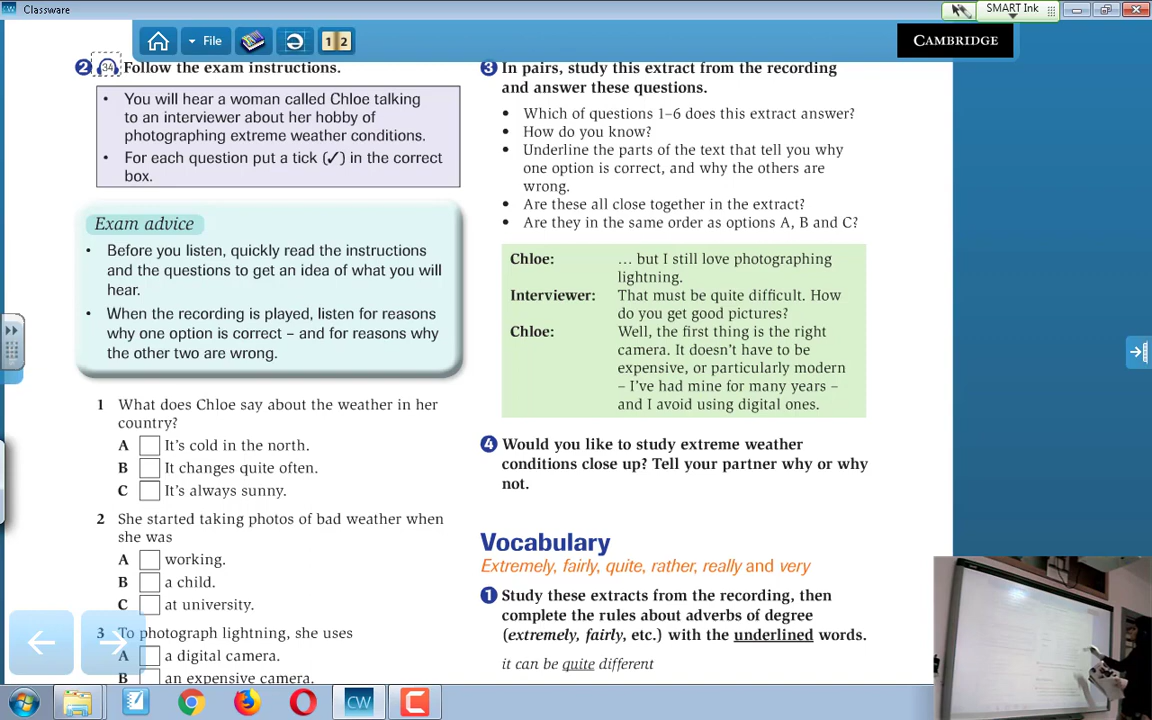 Classware
SMART Ink
File
1 2
CAMBRIDGE
2 34 Follow the exam instructions.
• You will hear a woman called Chloe talking
to an interviewer about her hobby of
photographing extreme weather conditions.
• For each question put a tick (✓) in the correct
box.
Exam advice
• Before you listen, quickly read the instructions
and the questions to get an idea of what you will
hear.
• When the recording is played, listen for reasons
why one option is correct – and for reasons why
the other two are wrong.
1 What does Chloe say about the weather in her
country?
A It's cold in the north.
B It changes quite often.
C It's always sunny.
2 She started taking photos of bad weather when
she was
A working.
B a child.
C at university.
3 To photograph lightning, she uses
A a digital camera.
B an expensive camera.
3 In pairs, study this extract from the recording
and answer these questions.
• Which of questions 1–6 does this extract answer?
• How do you know?
• Underline the parts of the text that tell you why
one option is correct, and why the others are
wrong.
• Are these all close together in the extract?
• Are they in the same order as options A, B and C?
Chloe: … but I still love photographing
lightning.
Interviewer: That must be quite difficult. How
do you get good pictures?
Chloe: Well, the first thing is the right
camera. It doesn't have to be
expensive, or particularly modern
– I've had mine for many years –
and I avoid using digital ones.
4 Would you like to study extreme weather
conditions close up? Tell your partner why or why
not.
Vocabulary
Extremely, fairly, quite, rather, really and very
1 Study these extracts from the recording, then
complete the rules about adverbs of degree
(extremely, fairly, etc.) with the underlined words.
it can be quite different
CW